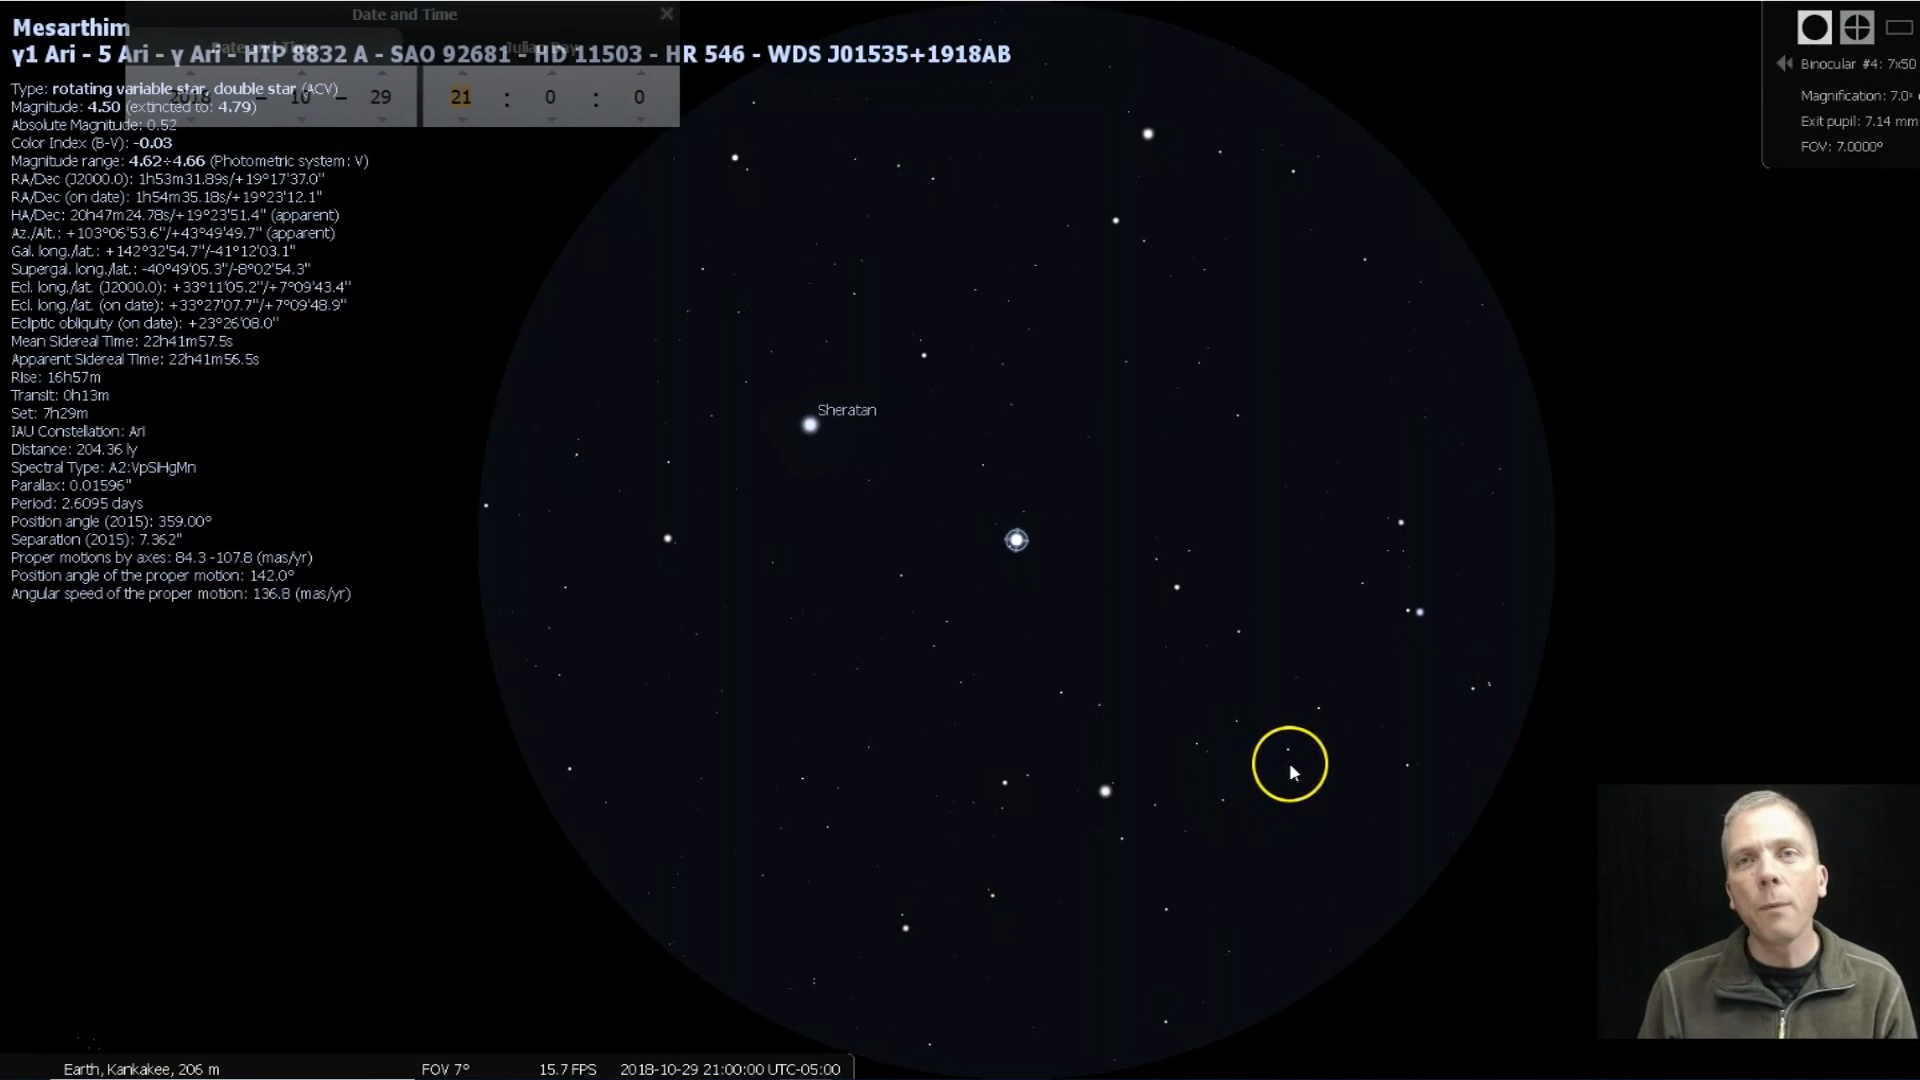 Date and Time
Mesarthim
Date and Time
Julian Day
γ1 Ari - 5 Ari - γ Ari - HIP 8832 A - SAO 92681 - HD 11503 - HR 546 - WDS J01535+1918AB
Type: rotating variable star, double star (ACV)
2018 - 10 - 29
21 : 0 : 0
Magnitude: 4.50 (extincted to: 4.79)
Absolute Magnitude: 0.52
Color Index (B-V): -0.03
Magnitude range: 4.62÷4.66 (Photometric system: V)
RA/Dec (J2000.0): 1h53m31.89s/+19°17'37.0"
RA/Dec (on date): 1h54m35.18s/+19°23'12.1"
HA/Dec: 20h47m24.78s/+19°23'51.4" (apparent)
Az./Alt.: +103°06'53.6"/+43°49'49.7" (apparent)
Gal. long./lat.: +142°32'54.7"/-41°12'03.1"
Supergal. long./lat.: -40°49'05.3"/-8°02'54.3"
Ecl. long./lat. (J2000.0): +33°11'05.2"/+7°09'43.4"
Ecl. long./lat. (on date): +33°27'07.7"/+7°09'48.9"
Ecliptic obliquity (on date): +23°26'08.0"
Mean Sidereal Time: 22h41m57.5s
Apparent Sidereal Time: 22h41m56.5s
Rise: 16h57m
Transit: 0h13m
Set: 7h29m
IAU Constellation: Ari
Distance: 204.36 ly
Spectral Type: A2:VpSiHgMn
Parallax: 0.01596"
Period: 2.6095 days
Position angle (2015): 359.00°
Separation (2015): 7.362"
Proper motions by axes: 84.3 -107.8 (mas/yr)
Position angle of the proper motion: 142.0°
Angular speed of the proper motion: 136.8 (mas/yr)
Binocular #4: 7x50
Magnification: 7.0×
Exit pupil: 7.14 mm
FOV: 7.0000°
Sheratan
Earth, Kankakee, 206 m
FOV 7°
15.7 FPS
2018-10-29 21:00:00 UTC-05:00